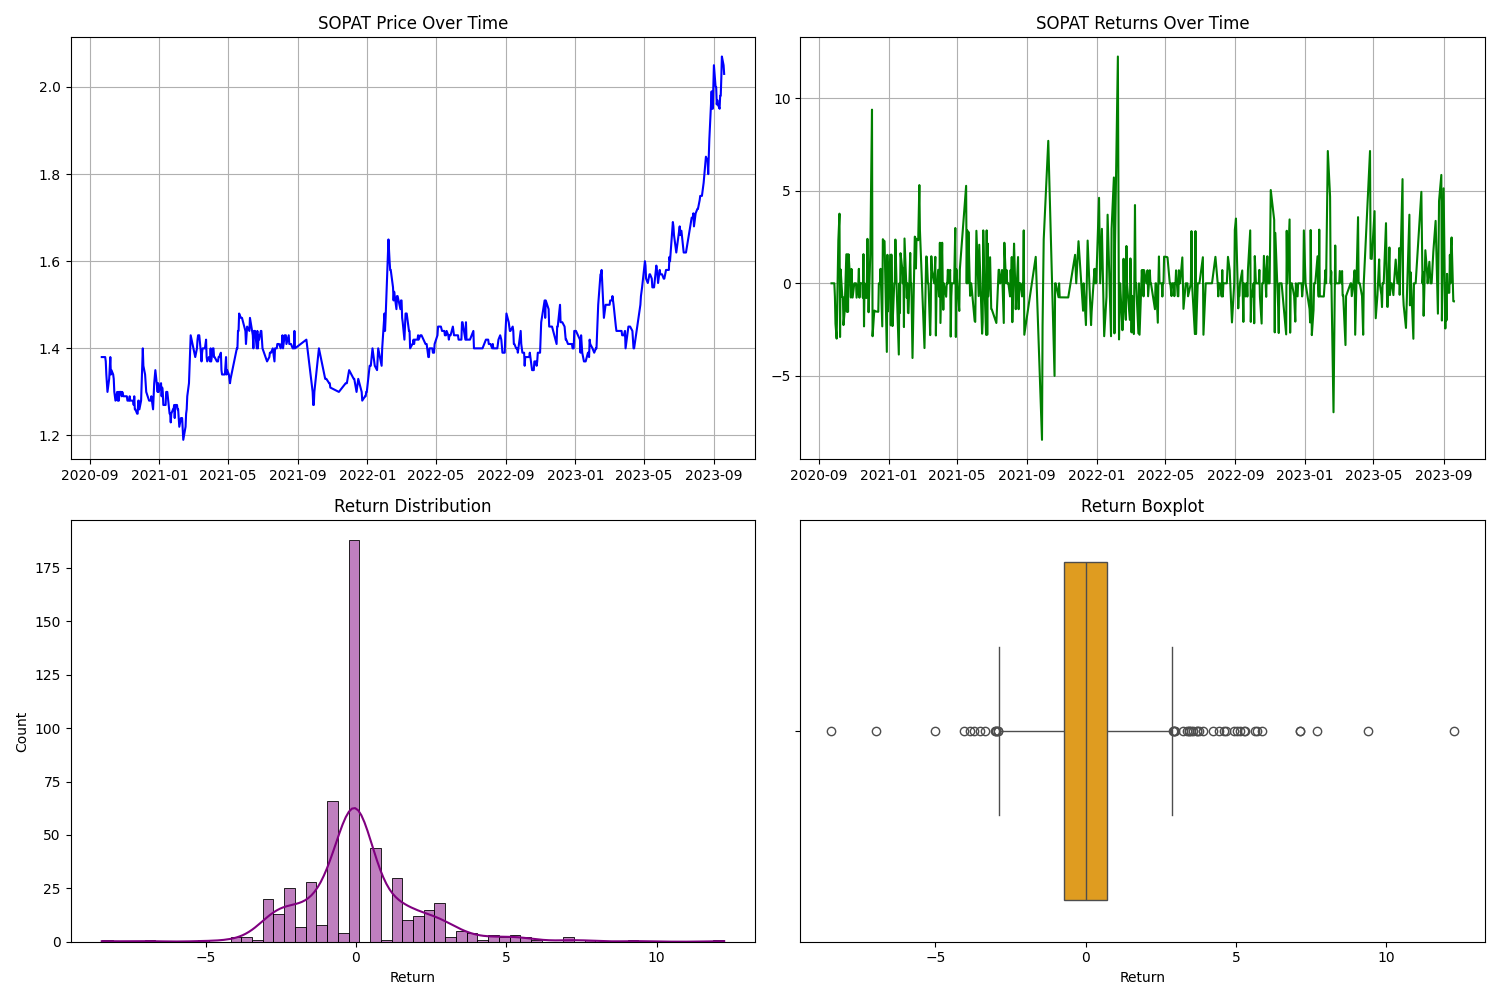 SOPAT Price Over Time
2.0
1.8
1.6
1.4
1.2
2020-09 2021-01 2021-05 2021-09 2022-01 2022-05 2022-09 2023-01 2023-05 2023-09
SOPAT Returns Over Time
10
5
0
−5
2020-09 2021-01 2021-05 2021-09 2022-01 2022-05 2022-09 2023-01 2023-05 2023-09
Return Distribution
Count
175
150
125
100
75
50
25
0
−5 0 5 10
Return
Return Boxplot
−5 0 5 10
Return